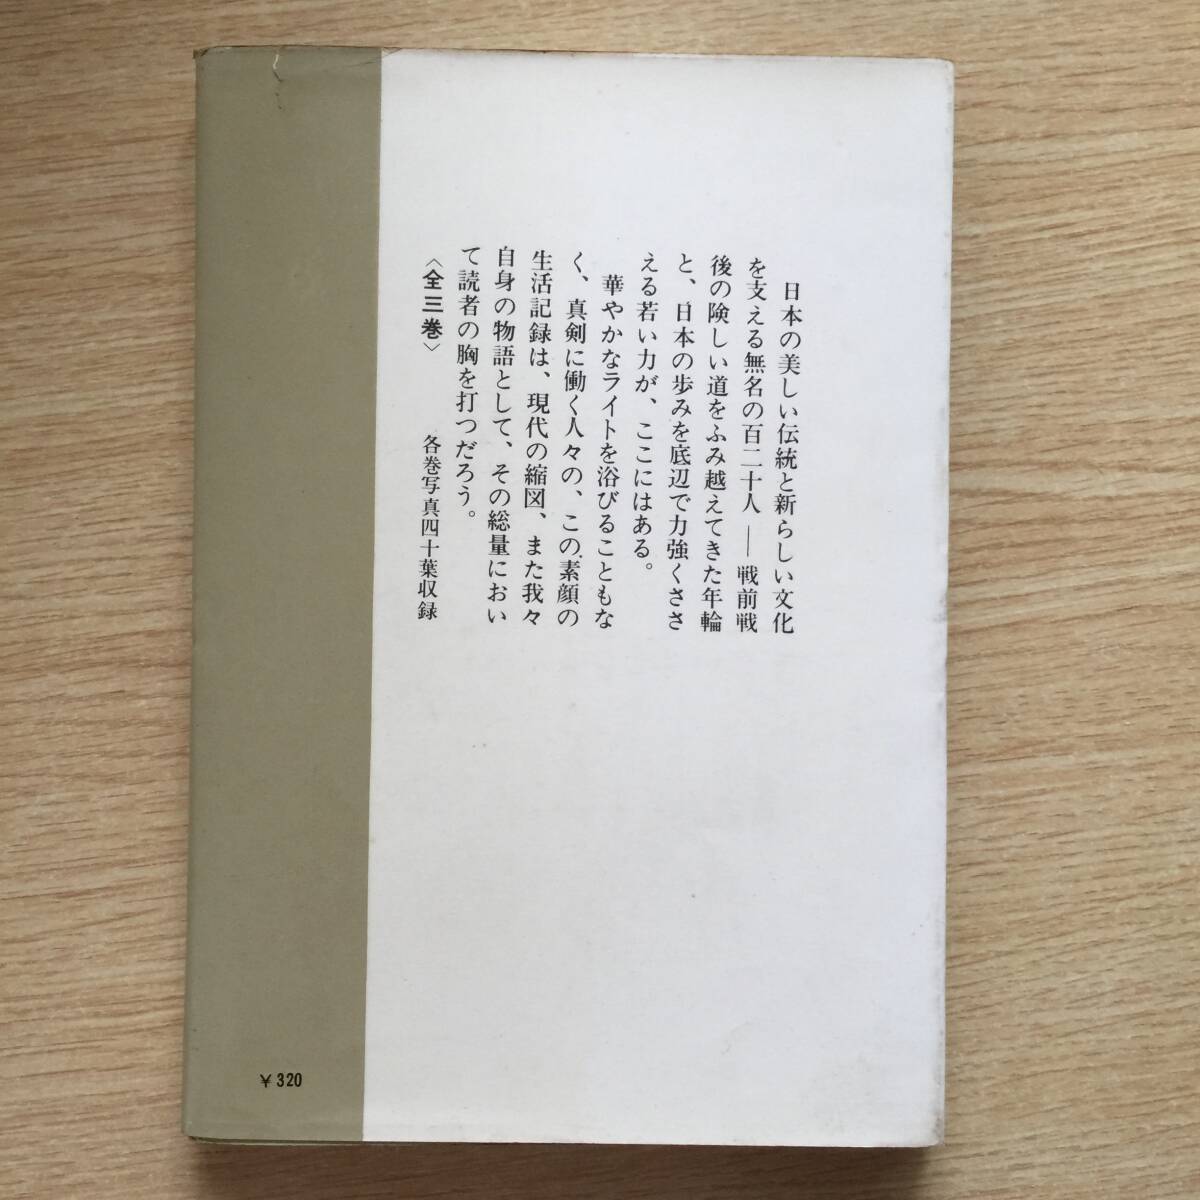 日本の美しい伝統と新らしい文化
を支える無名の百二十人――戦前戦
後の険しい道をふみ越えてきた年輪
と、日本の歩みを底辺で力強くささ
える若い力が、ここにはある。
華やかなライトを浴びることもな
く、真剣に働く人々の、この素顔の
生活記録は、現代の縮図、また我々
自身の物語として、その総量におい
て読者の胸を打つだろう。
〈全三巻〉 各巻写真四十葉収録
￥320